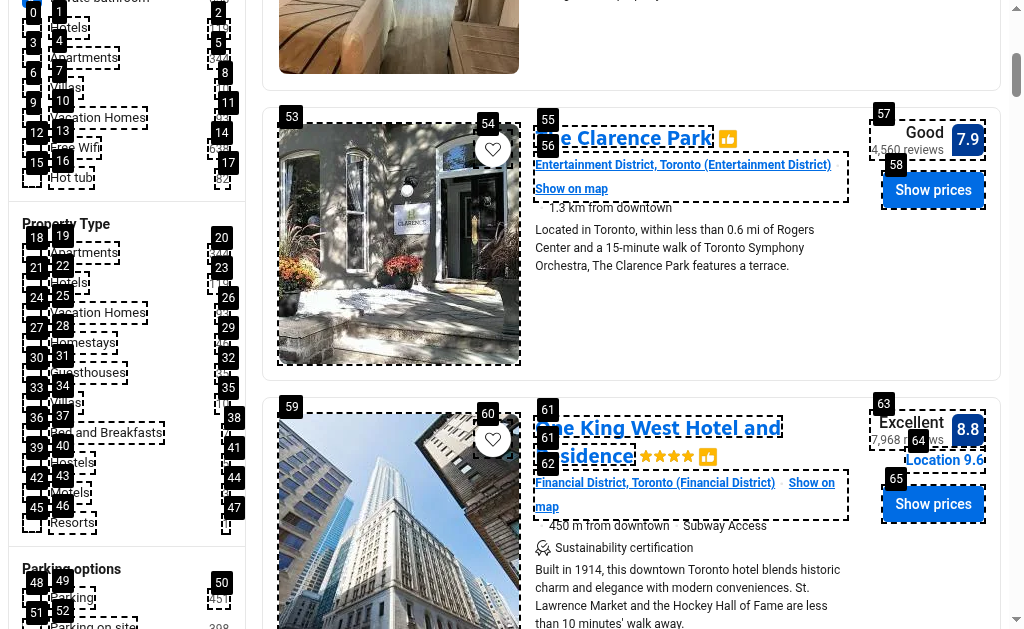 Hotels
Apartments
Villas
Vacation Homes
Free Wifi
Hot tub
82
Property Type
Apartments
Hotels
Vacation Homes
Homestays
Guesthouses
Villas
Bed and Breakfasts
Hostels
Motels
Resorts
Parking options
Parking
451
Parking on site
398
0
1
2
3
4
5
6
7
8
9
10
11
12
13
14
15
16
17
18
19
20
21
22
23
24
25
26
27
28
29
30
31
32
33
34
35
36
37
38
39
40
41
42
43
44
45
46
47
48
49
50
51
52
53
54
55
56
57
58
The Clarence Park
Entertainment District, Toronto (Entertainment District)
Show on map
1.3 km from downtown
Located in Toronto, within less than 0.6 mi of Rogers
Center and a 15-minute walk of Toronto Symphony
Orchestra, The Clarence Park features a terrace.
Good
4,560 reviews
7.9
Show prices
CLARENCE
59
60
61
61
62
63
64
65
One King West Hotel and
Residence
Financial District, Toronto (Financial District) · Show on
map
450 m from downtown · Subway Access
Sustainability certification
Built in 1914, this downtown Toronto hotel blends historic
charm and elegance with modern conveniences. St.
Lawrence Market and the Hockey Hall of Fame are less
than 10 minutes' walk away.
Excellent
7,968 reviews
8.8
Location 9.6
Show prices